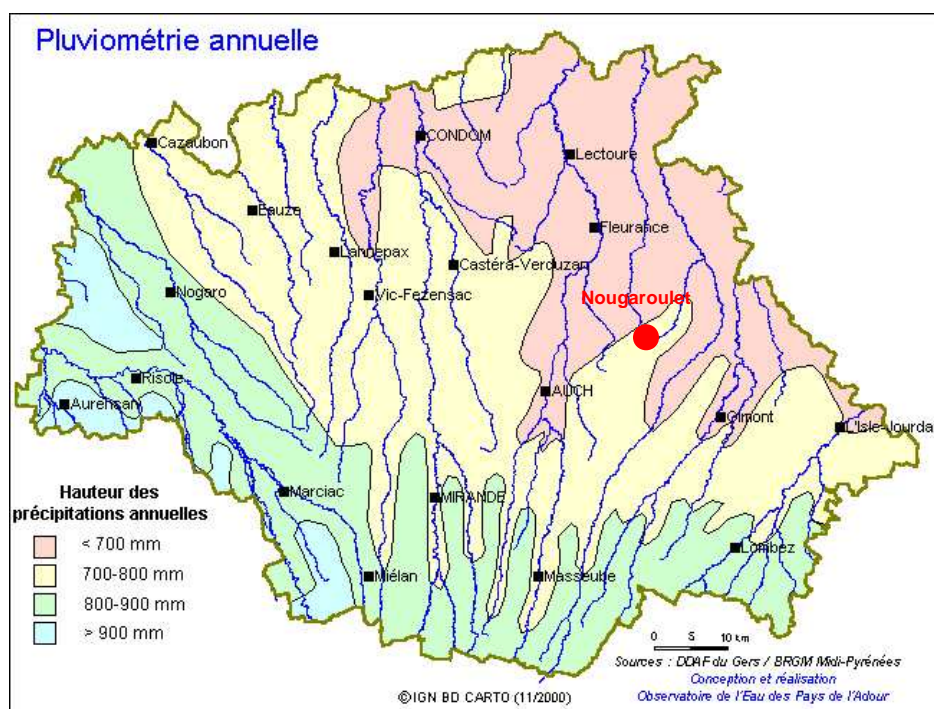 Pluviométrie annuelle
CONDOM
Cazaubon
Lectoure
Eauze
Fleurance
Lannepax
Castéra-Verduzan
Nogaro
Vic-Fezensac
Nougaroulet
Riscle
AUCH
Aurensan
Gimont
L'Isle-Jourda
Marciac
MIRANDE
Lombez
Miélan
Masseube
Hauteur des
précipitations annuelles
< 700 mm
700-800 mm
800-900 mm
> 900 mm
0 5 10 km
Sources : DDAF du Gers / BRGM Midi-Pyrénées
Conception et réalisation
Observatoire de l'Eau des Pays de l'Adour
©IGN BD CARTO (11/2000)